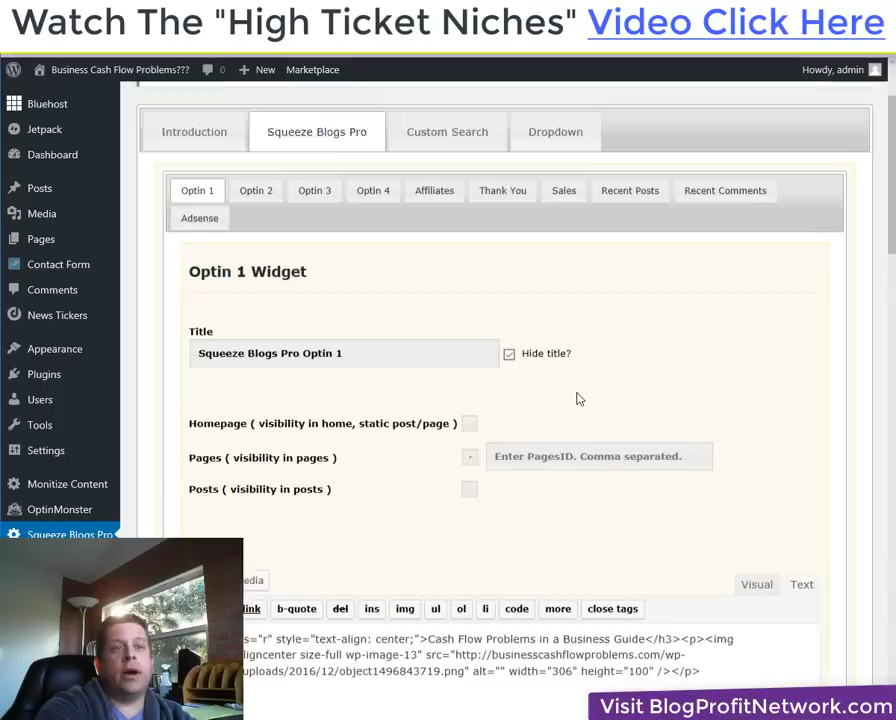 Watch The "High Ticket Niches" Video Click Here
Business Cash Flow Problems??? 0 New Marketplace Howdy, admin
Bluehost
Jetpack
Dashboard
Posts
Media
Pages
Contact Form
Comments
News Tickers
Appearance
Plugins
Users
Tools
Settings
Monitize Content
OptinMonster
Squeeze Blogs Pro
Introduction Squeeze Blogs Pro Custom Search Dropdown
Optin 1 Optin 2 Optin 3 Optin 4 Affiliates Thank You Sales Recent Posts Recent Comments
Adsense
Optin 1 Widget
Title
Squeeze Blogs Pro Optin 1 Hide title?
Homepage ( visibility in home, static post/page )
Pages ( visibility in pages ) Enter PagesID. Comma separated.
Posts ( visibility in posts )
edia Visual Text
link b-quote del ins img ul ol li code more close tags
s="r" style="text-align: center;">Cash Flow Problems in a Business Guide</h3><p><img
aligncenter size-full wp-image-13" src="http://businesscashflowproblems.com/wp-
uploads/2016/12/object1496843719.png" alt="" width="306" height="100" /></p>
Visit BlogProfitNetwork.com